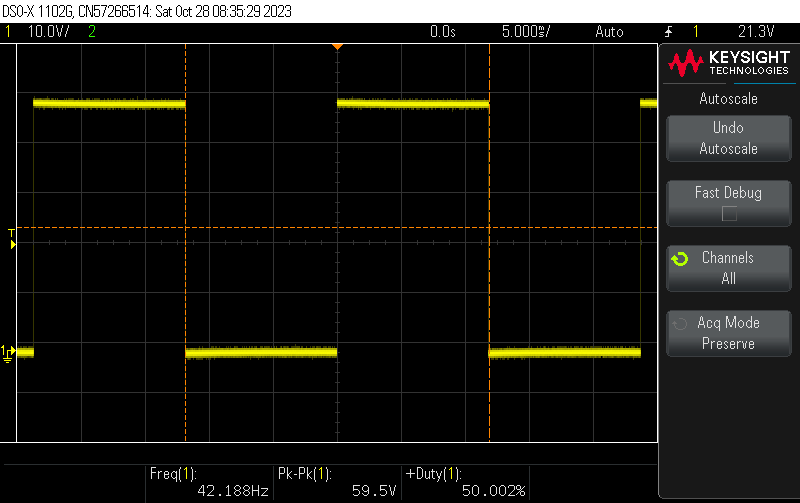 DSO-X 1102G, CN57266514: Sat Oct 28 08:35:29 2023
1 10.0V/ 2 0.0s 5.000ms/ Auto 1 21.3V
KEYSIGHT
TECHNOLOGIES
Autoscale
Undo
Autoscale
Fast Debug
T
Channels
All
Acq Mode
Preserve
1
Freq(1): Pk-Pk(1): +Duty(1):
42.188Hz 59.5V 50.002%